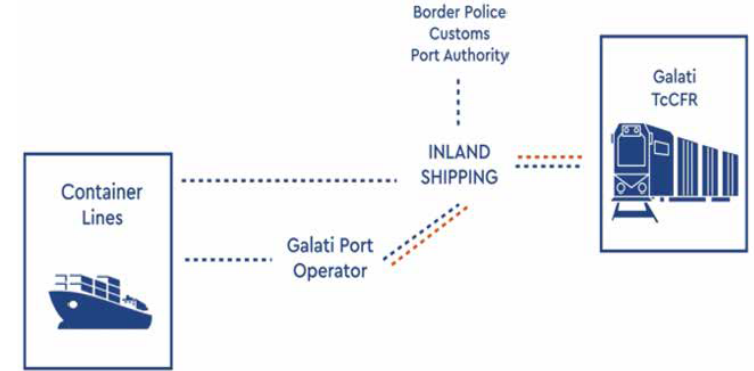 Border Police
Customs
Port Authority
Galati
TcCFR
INLAND
SHIPPING
Container
Lines
Galati Port
Operator